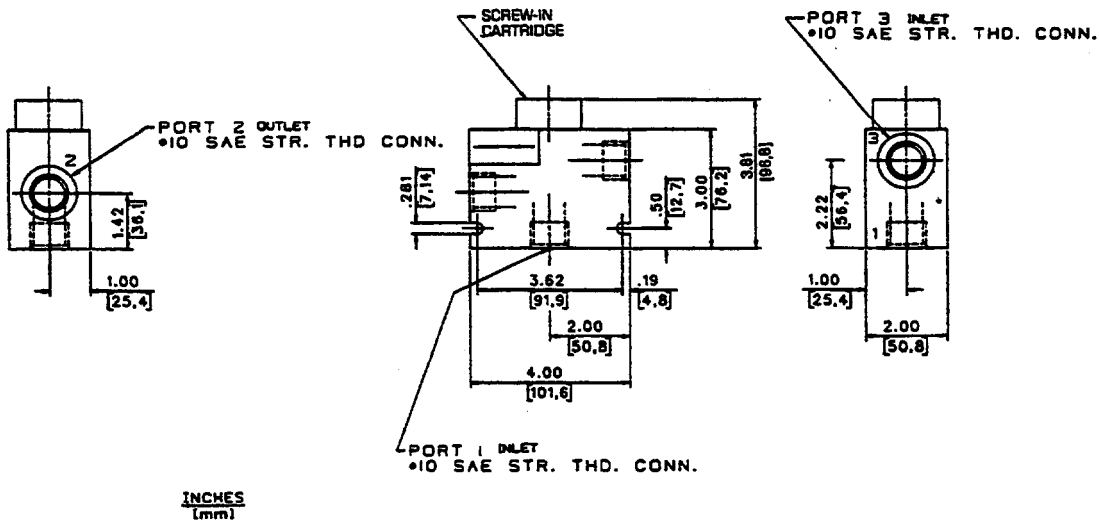 SCREW-IN
CARTRIDGE
PORT 3 INLET
•10 SAE STR. THD. CONN.
PORT 2 OUTLET
•10 SAE STR. THD CONN.
2
1.42
[36,1]
1.00
[25,4]
.281
[7,14]
.50
[12,7]
3.00
[76,2]
3.81
[96,8]
3.62
[91,9]
.19
[4,8]
2.00
[50,8]
4.00
[101,6]
3
1
2.22
[56,4]
1.00
[25,4]
2.00
[50,8]
PORT 1 INLET
•10 SAE STR. THD. CONN.
INCHES
[mm]